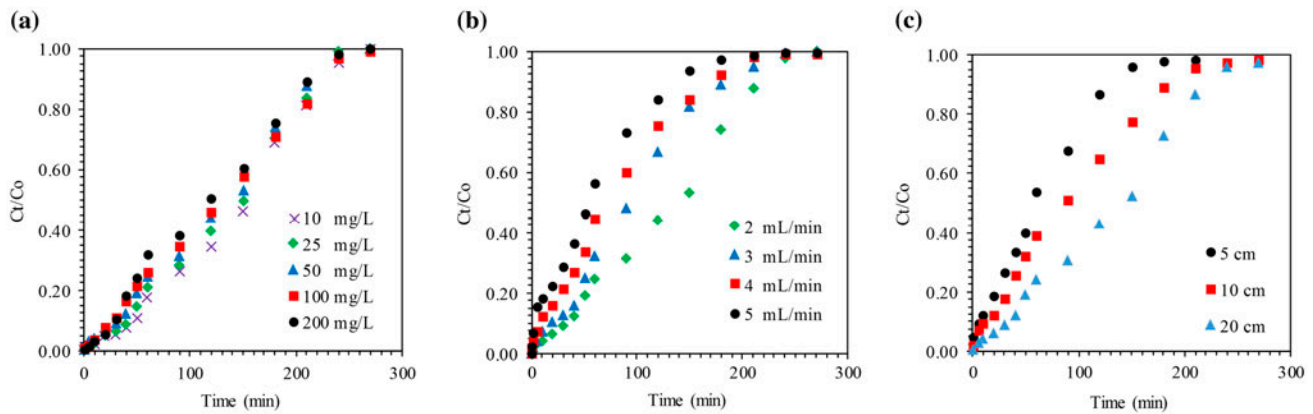 (a)
1.00
0.80
0.60
0.40
0.20
0.00
Ct/Co
0
100
200
300
Time (min)
10 mg/L
25 mg/L
50 mg/L
100 mg/L
200 mg/L
(b)
1.00
0.80
0.60
0.40
0.20
0.00
Ct/Co
0
100
200
300
Time (min)
2 mL/min
3 mL/min
4 mL/min
5 mL/min
(c)
1.00
0.80
0.60
0.40
0.20
0.00
Ct/Co
0
100
200
300
Time (min)
5 cm
10 cm
20 cm